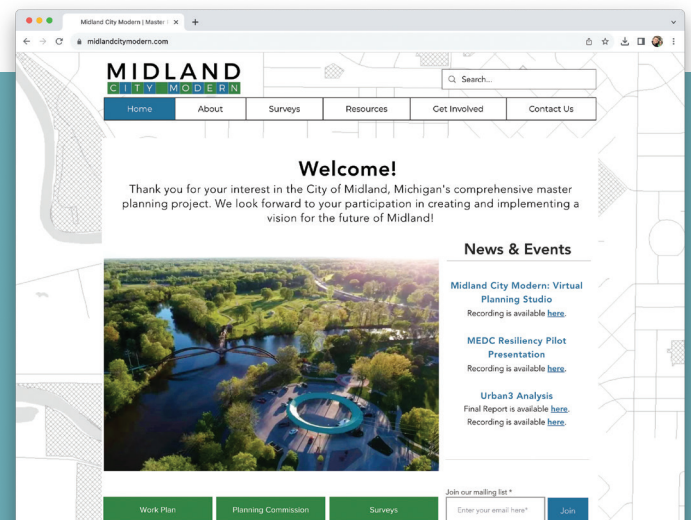 Midland City Modern | Master
midlandcitymodern.com
MIDLAND
CITY MODERN
Search...
Home About Surveys Resources Get Involved Contact Us
Welcome!
Thank you for your interest in the City of Midland, Michigan's comprehensive master
planning project. We look forward to your participation in creating and implementing a
vision for the future of Midland!
News & Events
Midland City Modern: Virtual
Planning Studio
Recording is available here.
MEDC Resiliency Pilot
Presentation
Recording is available here.
Urban3 Analysis
Final Report is available here.
Recording is available here.
Join our mailing list *
Work Plan Planning Commission Surveys Enter your email here* Join